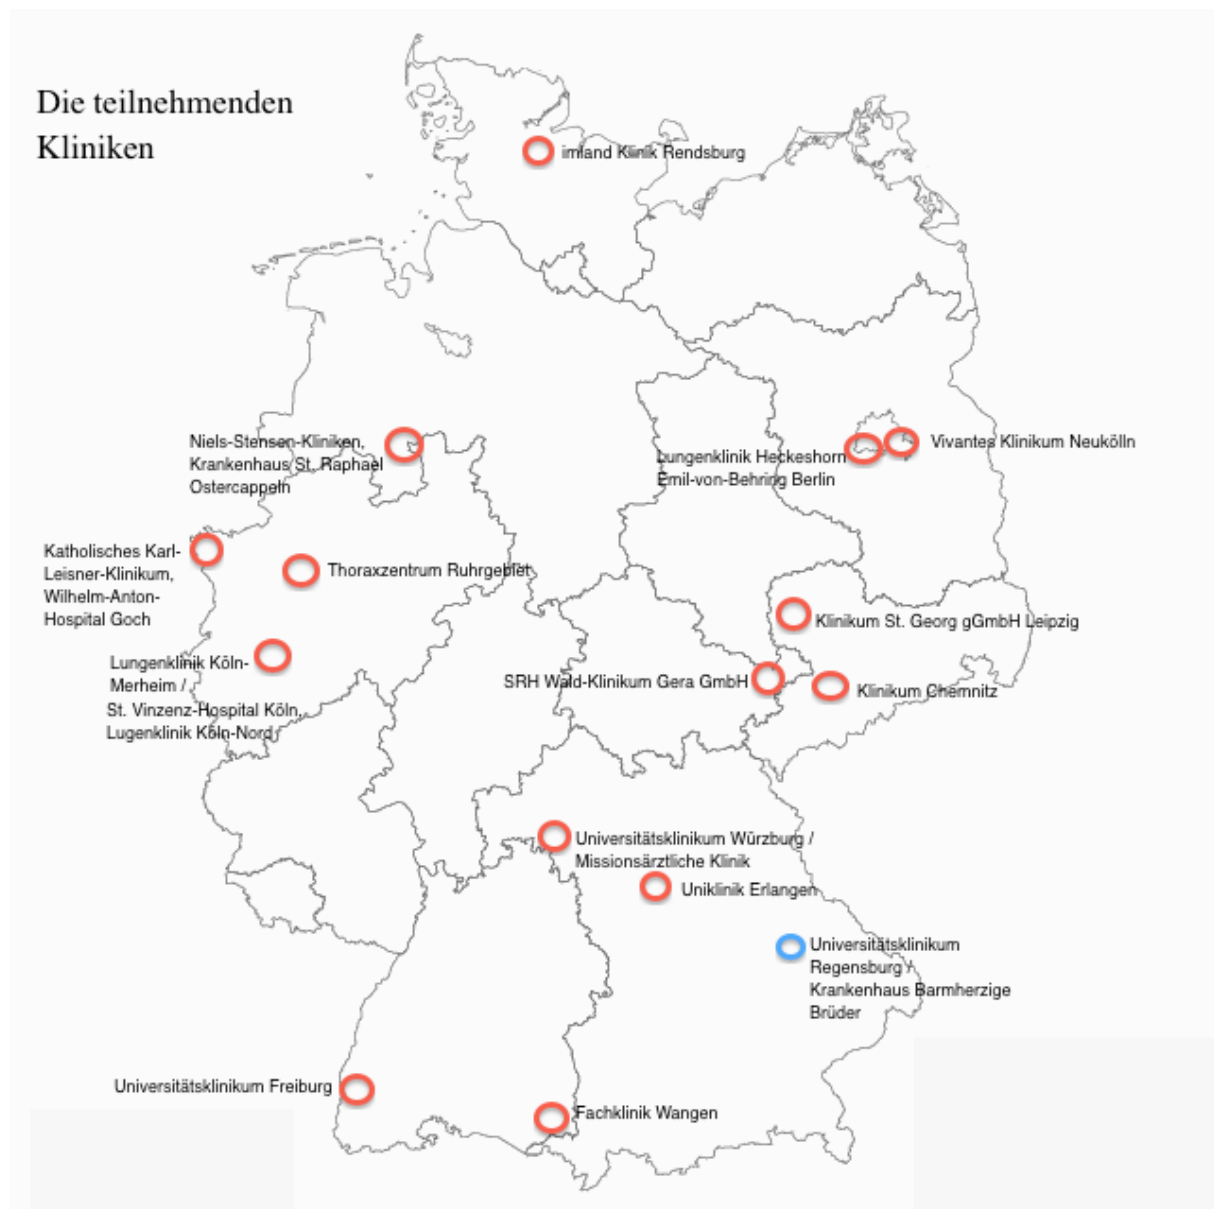 Die teilnehmenden
Kliniken
imland Klinik Rendsburg
Niels-Stensen-Kliniken,
Krankenhaus St. Raphael
Ostercappeln
Vivantes Klinikum Neukölln
Lungenklinik Heckeshorn
Emil-von-Behring Berlin
Katholisches Karl-
Leisner-Klinikum,
Wilhelm-Anton-
Hospital Goch
Thoraxzentrum Ruhrgebiet
Klinikum St. Georg gGmbH Leipzig
Lungenklinik Köln-
Merheim /
St. Vinzenz-Hospital Köln,
Lugenklinik Köln-Nord
SRH Wald-Klinikum Gera GmbH
Klinikum Chemnitz
Universitätsklinikum Würzburg /
Missionsärztliche Klinik
Uniklinik Erlangen
Universitätsklinikum
Regensburg /
Krankenhaus Barmherzige
Brüder
Universitätsklinikum Freiburg
Fachklinik Wangen